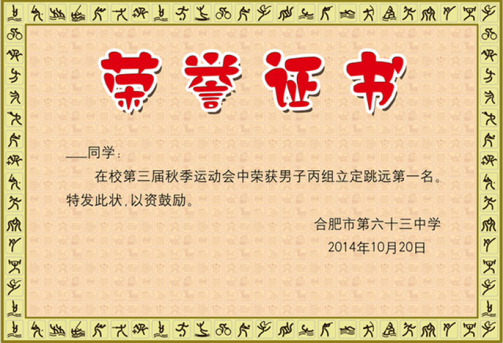 荣誉证书
___同学：
在校第三届秋季运动会中荣获男子丙组立定跳远第一名。
特发此状，以资鼓励。
合肥市第六十三中学
2014年10月20日